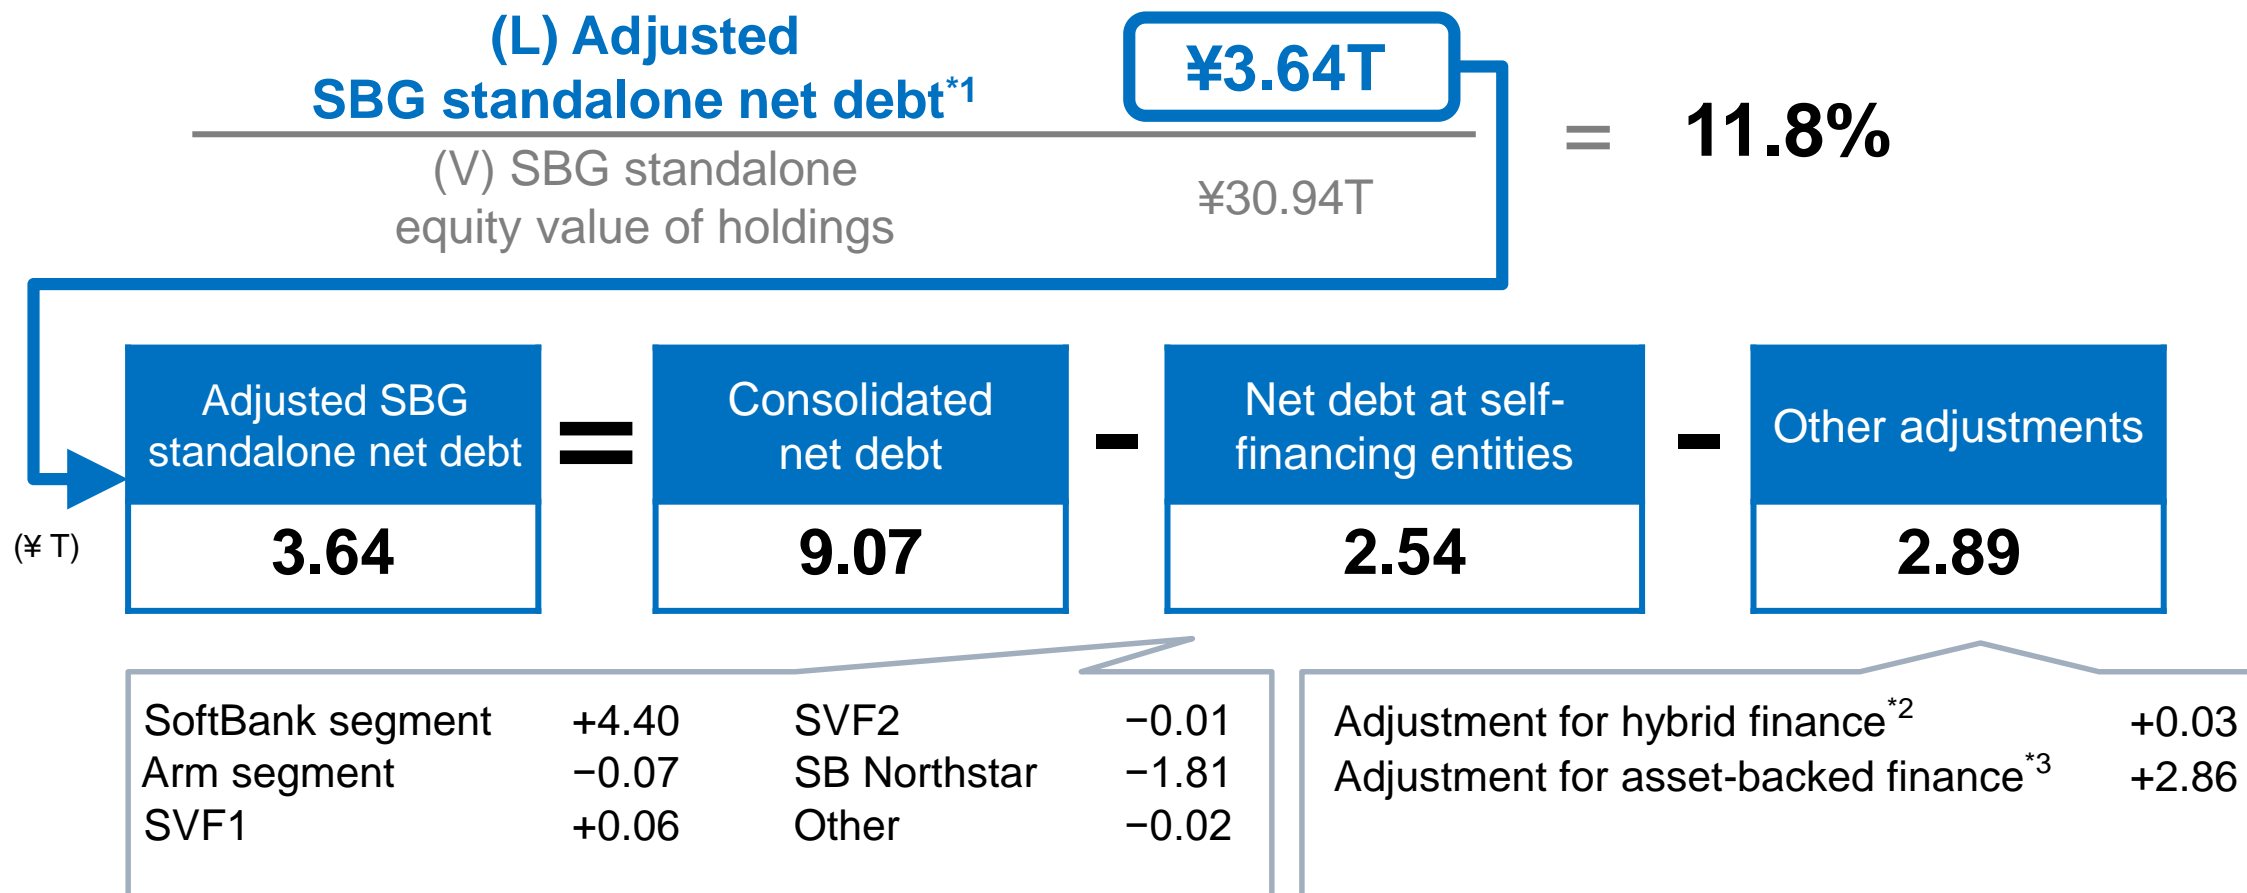 (L) Adjusted
SBG standalone net debt*1
¥3.64T
(V) SBG standalone
equity value of holdings
¥30.94T
= 11.8%
Adjusted SBG
standalone net debt
=
Consolidated
net debt
-
Net debt at self-
financing entities
-
Other adjustments
(¥ T)
3.64
9.07
2.54
2.89
SoftBank segment +4.40 SVF2 −0.01
Arm segment −0.07 SB Northstar −1.81
SVF1 +0.06 Other −0.02
Adjustment for hybrid finance*2 +0.03
Adjustment for asset-backed finance*3 +2.86